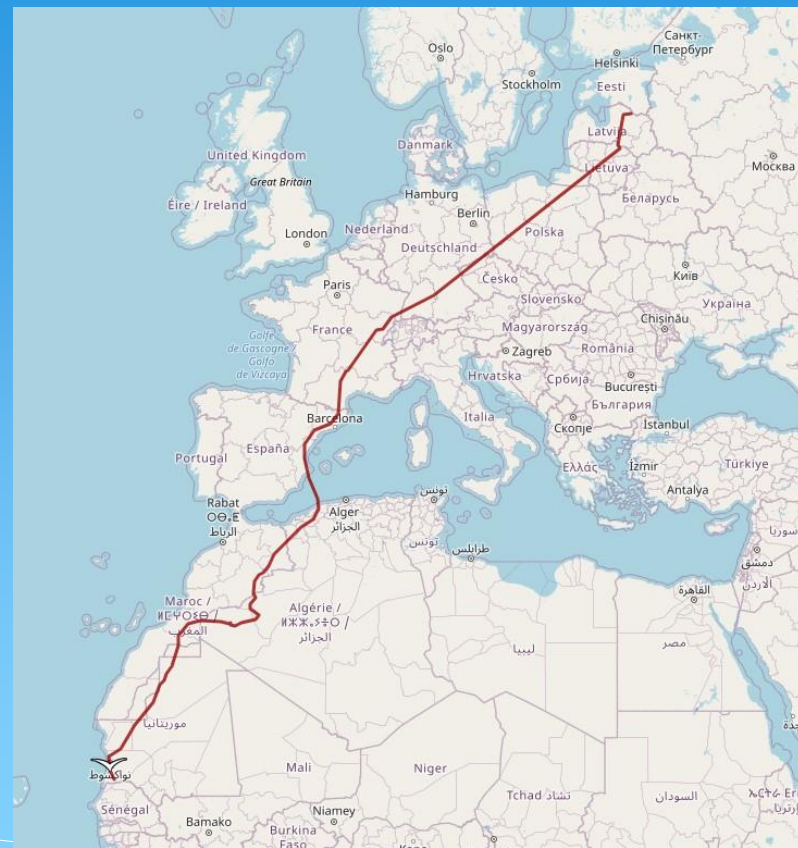 Oslo
Санкт-
Петербург
Helsinki
Stockholm
Eesti
Latvija
Danmark
United Kingdom
Москва
Lietuva
Great Britain
Беларусь
Éire / Ireland
Hamburg
Berlin
London
Nederland
Polska
Deutschland
Київ
Česko
Paris
Slovensko
Україна
Chișinău
France
Magyarország
Golfe
de Gascogne /
Golfo
de Vizcaya
Zagreb
România
Hrvatska
Србија
București
България
Barcelona
Italia
Скопје
İstanbul
España
Portugal
Ελλάς
İzmir
Türkiye
Antalya
تونس
Rabat
ⵔⴱⴰⵟ
الرباط
Alger
الجزائر
سوريا
تونس
طرابلس
دمشق
الأردن
القاهرة
Maroc /
ⵍⵎⵖⵔⵉⴱ /
المغرب
Algérie /
ⵍⵣⵣⴰⵢⴻⵔ /
الجزائر
ليبيا
مصر
موريتانيا
جدة
نواكشوط
Mali
Niger
Sénégal
Tchad تشاد
السودان
Bamako
Niamey
Burkina
Faso